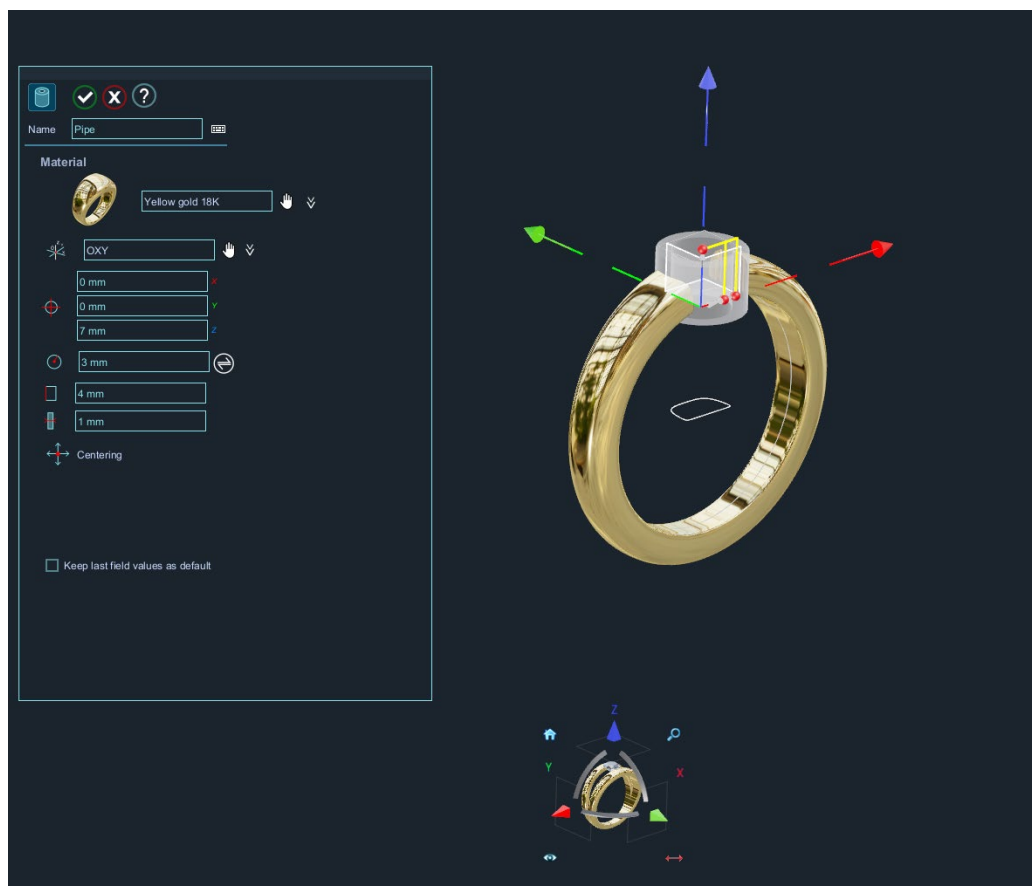 Name Pipe
Material
Yellow gold 18K
OXY
0 mm X
0 mm Y
7 mm Z
3 mm
4 mm
1 mm
Centering
Keep last field values as default
Z
Y X